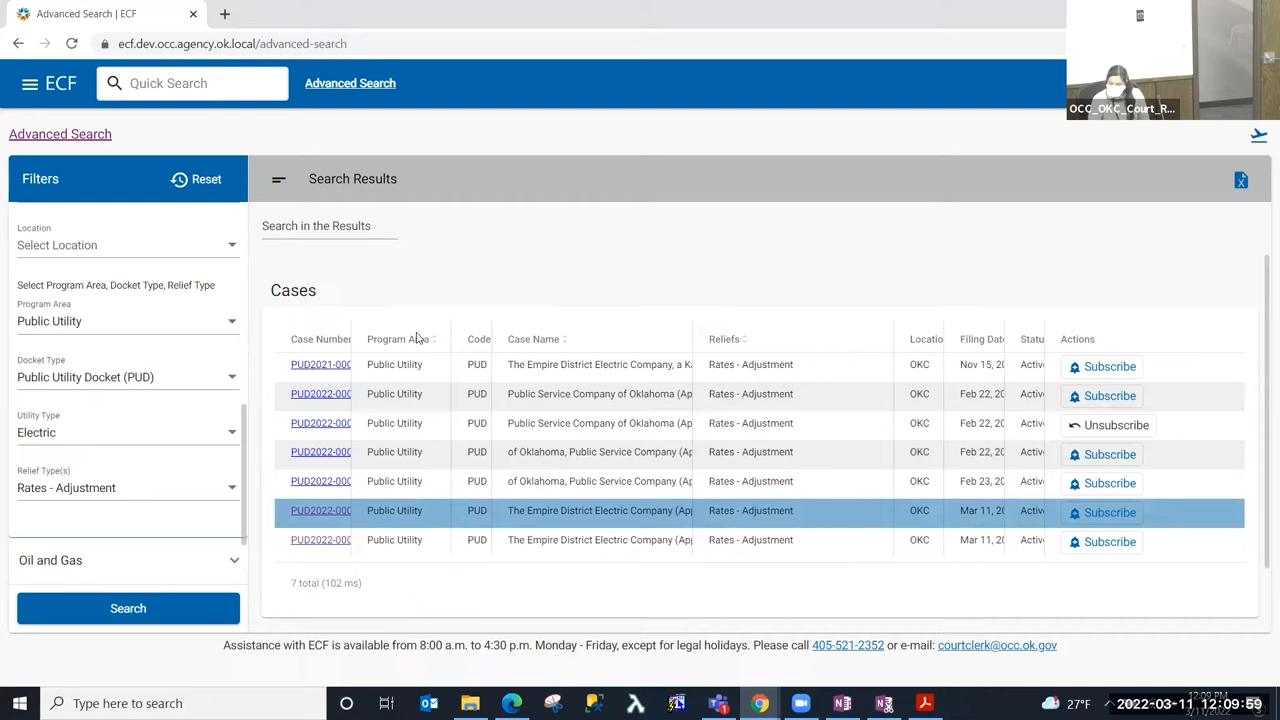 Advanced Search | ECF
ecf.dev.occ.agency.ok.local/advanced-search
ECF
Quick Search
Advanced Search
OCC_OKC_Court_R...
Advanced Search
Filters
Reset
Search Results
Location
Select Location
Search in the Results
Select Program Area, Docket Type, Relief Type
Program Area
Public Utility
Docket Type
Public Utility Docket (PUD)
Utility Type
Electric
Relief Type(s)
Rates - Adjustment
Oil and Gas
Search
Cases
Case Number Program Area Code Case Name Reliefs Locatio Filing Date Statu Actions
PUD2021-000 Public Utility PUD The Empire District Electric Company, a Ka Rates - Adjustment OKC Nov 15, 20 Active Subscribe
PUD2022-000 Public Utility PUD Public Service Company of Oklahoma (Ap Rates - Adjustment OKC Feb 22, 20 Active Subscribe
PUD2022-000 Public Utility PUD Public Service Company of Oklahoma (Ap Rates - Adjustment OKC Feb 22, 20 Active Unsubscribe
PUD2022-000 Public Utility PUD of Oklahoma, Public Service Company (Ap Rates - Adjustment OKC Feb 22, 20 Active Subscribe
PUD2022-000 Public Utility PUD of Oklahoma, Public Service Company (Ap Rates - Adjustment OKC Feb 23, 20 Active Subscribe
PUD2022-000 Public Utility PUD The Empire District Electric Company (Ap Rates - Adjustment OKC Mar 11, 20 Active Subscribe
PUD2022-000 Public Utility PUD The Empire District Electric Company (Ap Rates - Adjustment OKC Mar 11, 20 Active Subscribe
7 total (102 ms)
Assistance with ECF is available from 8:00 a.m. to 4:30 p.m. Monday - Friday, except for legal holidays. Please call 405-521-2352 or e-mail: courtclerk@occ.ok.gov
Type here to search
27°F
12:09 PM
3/11/2022
2022-03-11 12:09:59